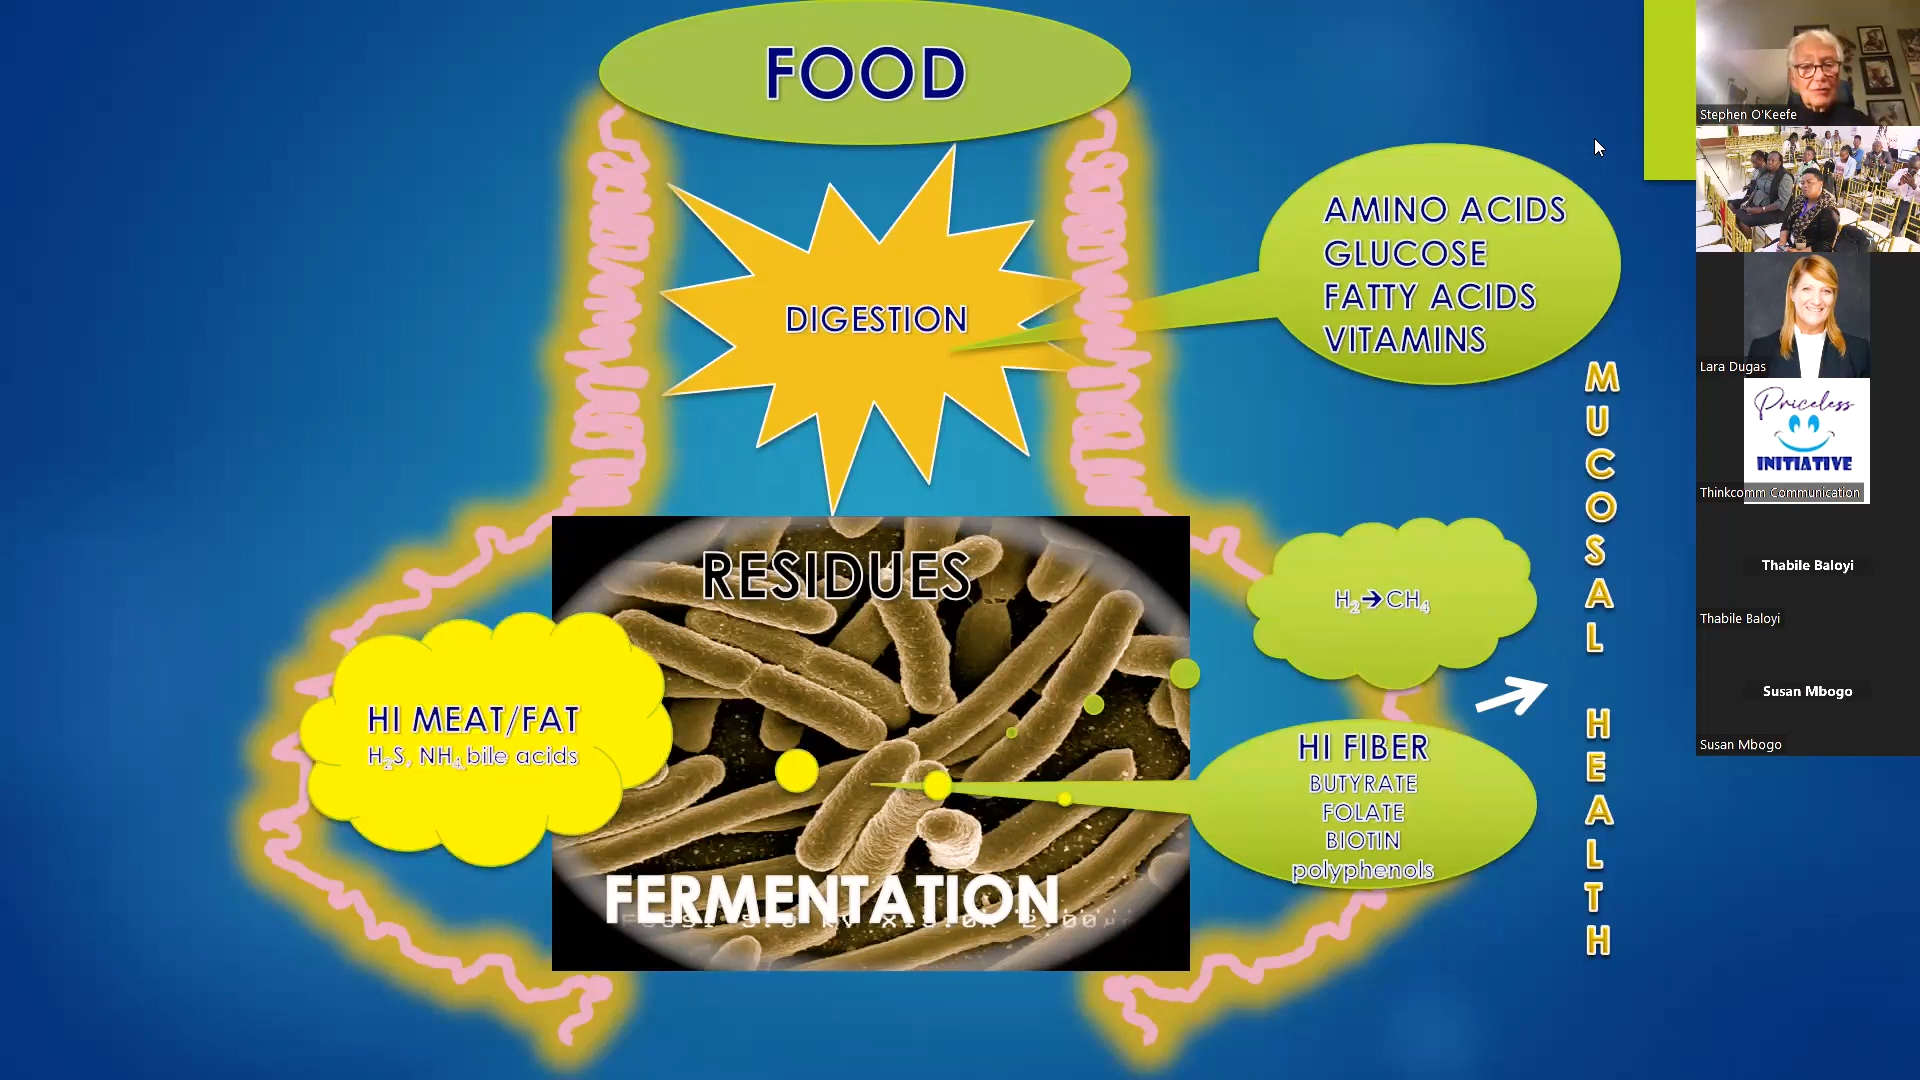 FOOD
DIGESTION
AMINO ACIDS
GLUCOSE
FATTY ACIDS
VITAMINS
RESIDUES
H₂→CH₄
HI MEAT/FAT
H₂S, NH₄ bile acids
HI FIBER
BUTYRATE
FOLATE
BIOTIN
polyphenols
FERMENTATION
MUCOSAL HEALTH
Stephen O'Keefe
Lara Dugas
Priceless
INITIATIVE
Thinkcomm Communication
Thabile Baloyi
Thabile Baloyi
Susan Mbogo
Susan Mbogo